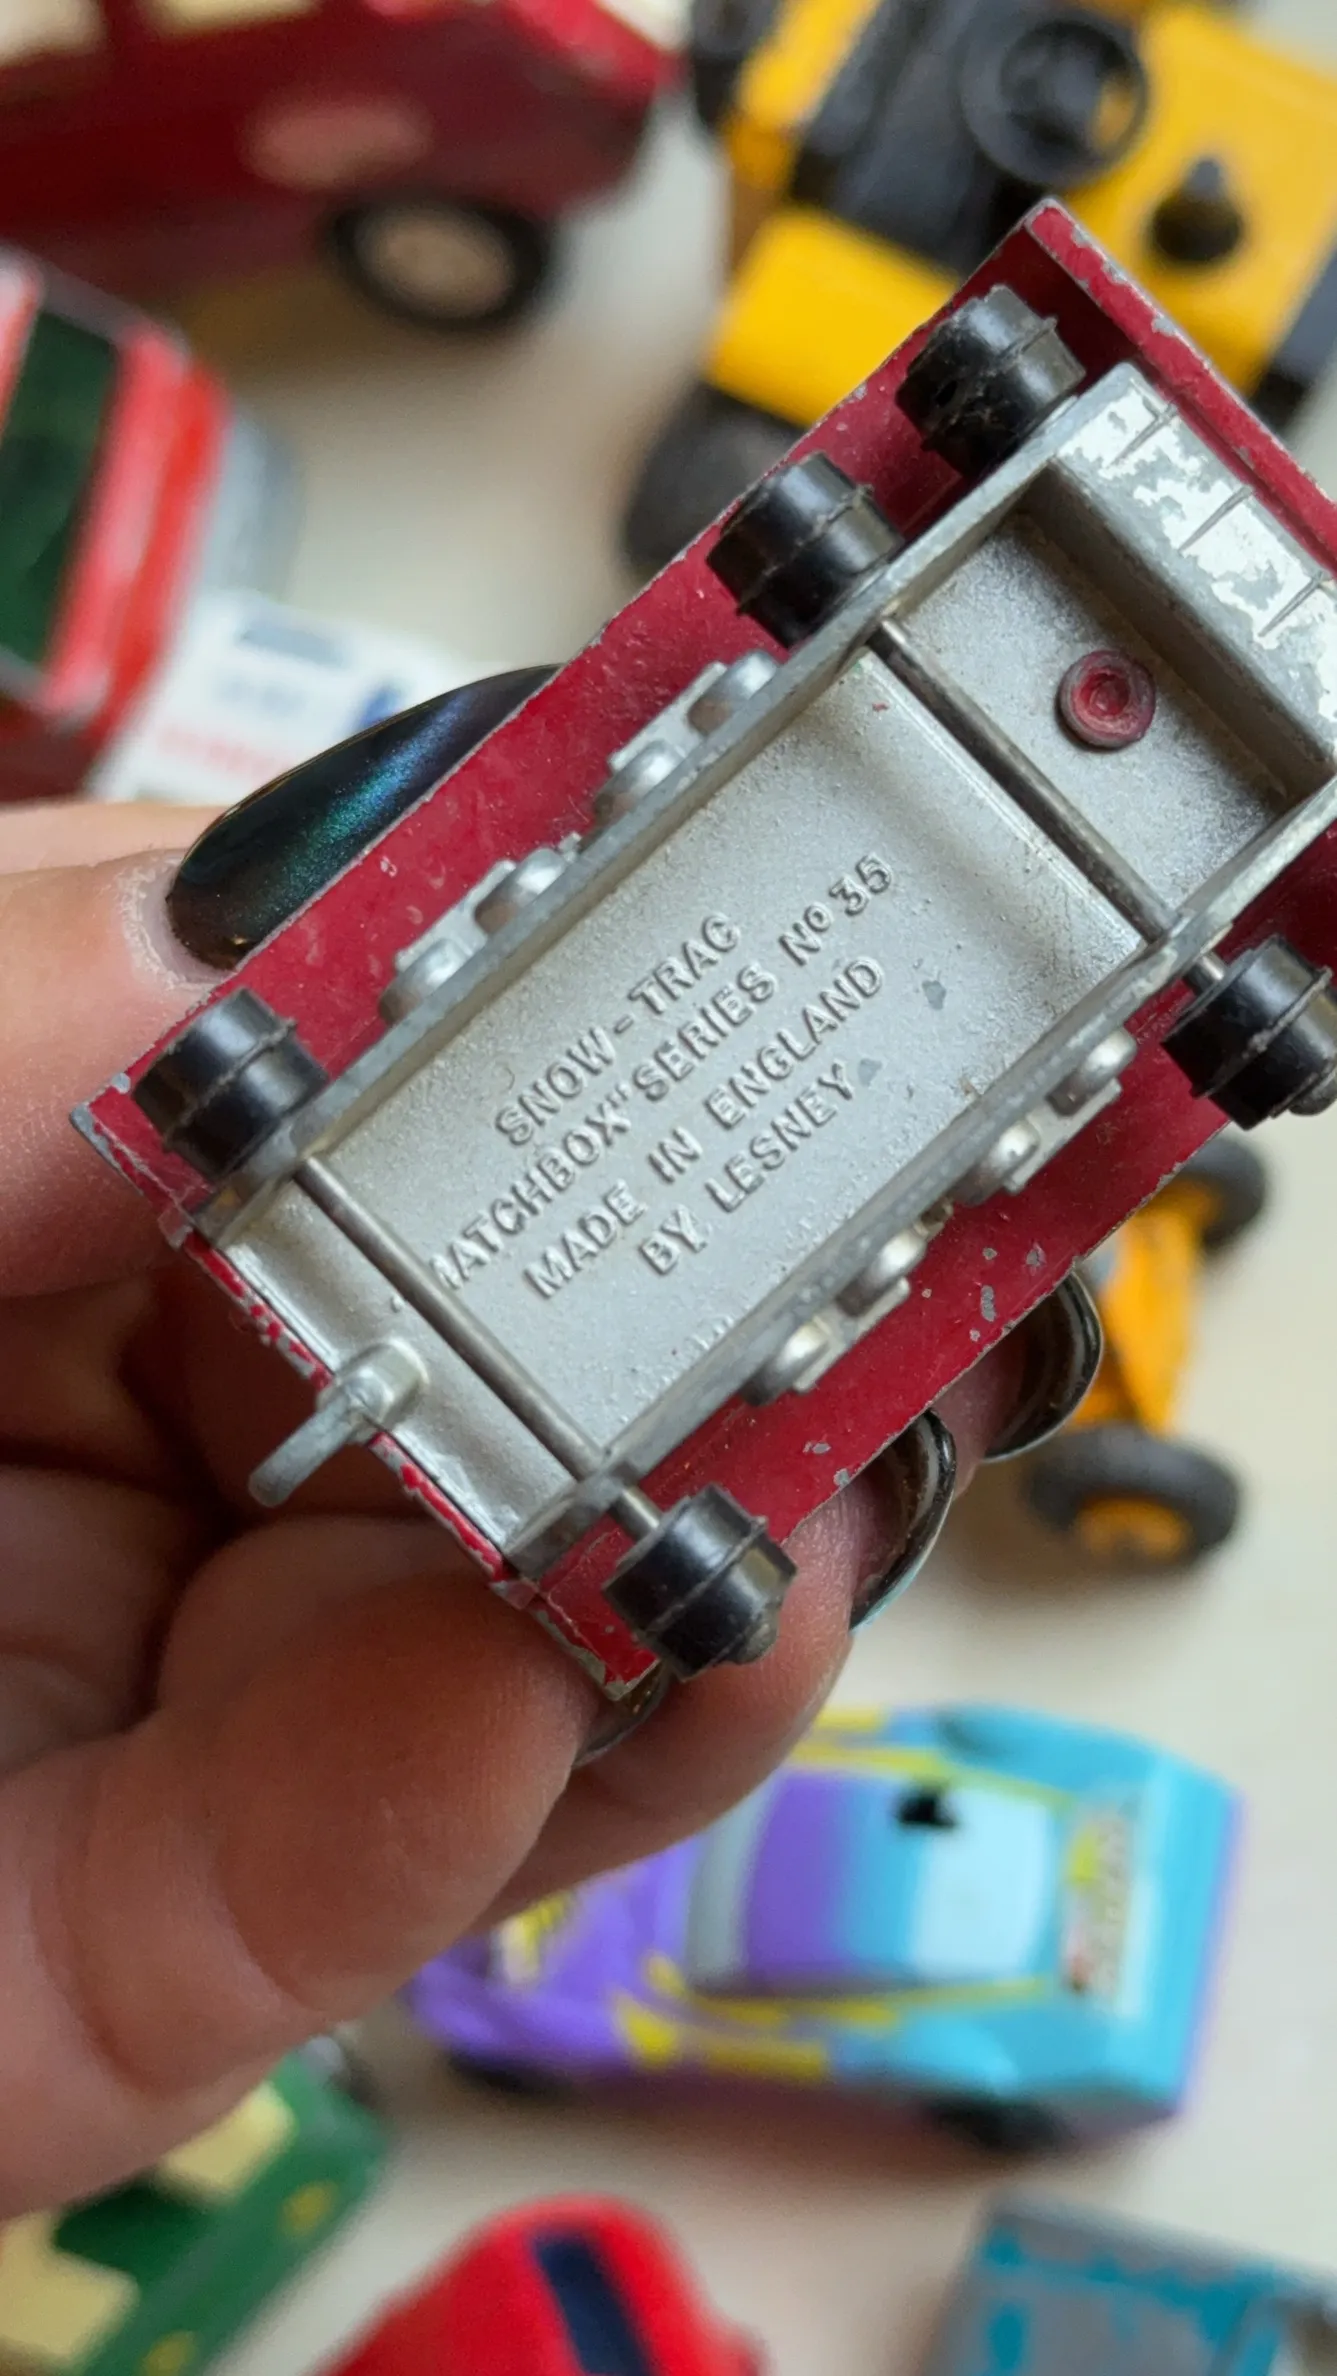 SNOW-TRAC
MATCHBOX" SERIES Nº 35
MADE IN ENGLAND
BY LESNEY